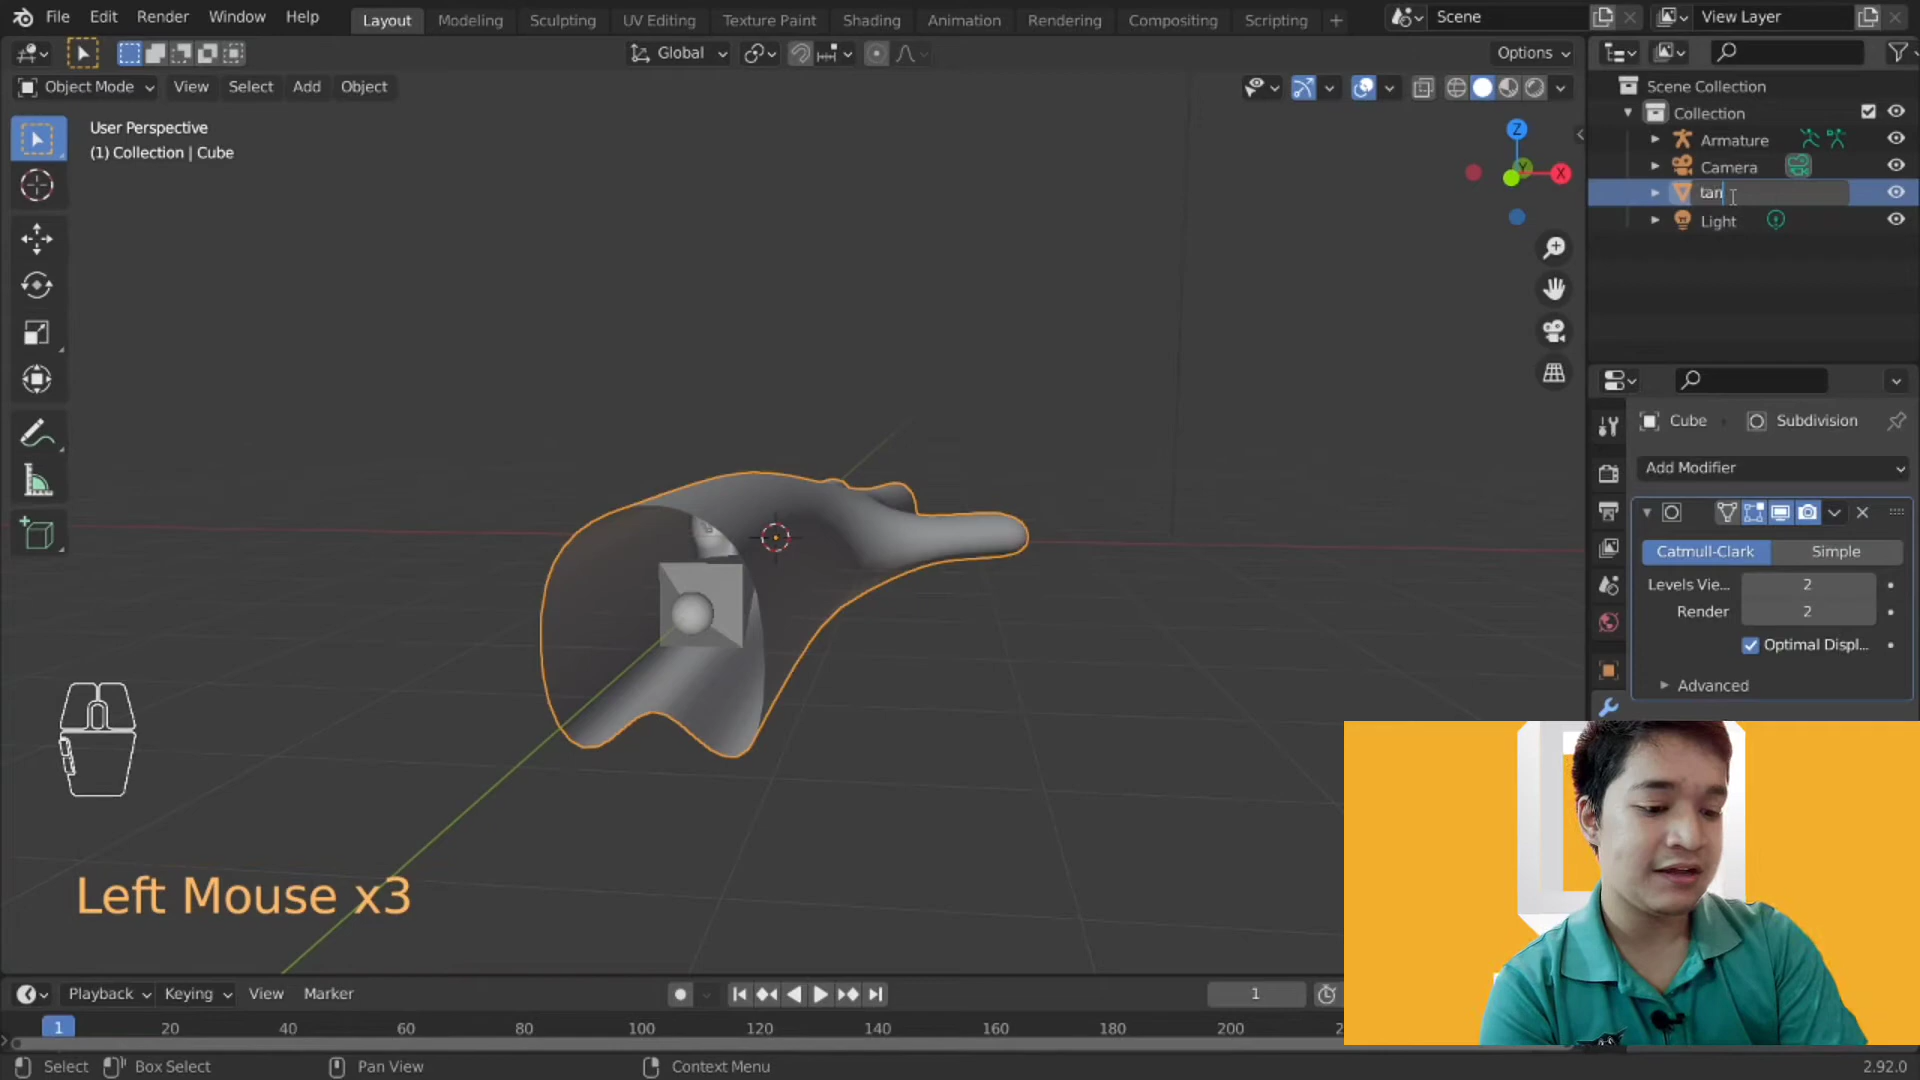 File Edit Render Window Help Layout Modeling Sculpting UV Editing Texture Paint Shading Animation Rendering Compositing Scripting + Scene View Layer
Global Options
Object Mode View Select Add Object
User Perspective
(1) Collection | Cube
Z
Y
X
Scene Collection
Collection
Armature
Camera
tan
Light
Cube Subdivision
Add Modifier
Catmull-Clark Simple
Levels Vie... 2
Render 2
Optimal Displ...
Advanced
Left Mouse x3
Playback Keying View Marker 1
1 20 40 60 80 100 120 140 160 180 200 2
Select Box Select Pan View Context Menu 2.92.0